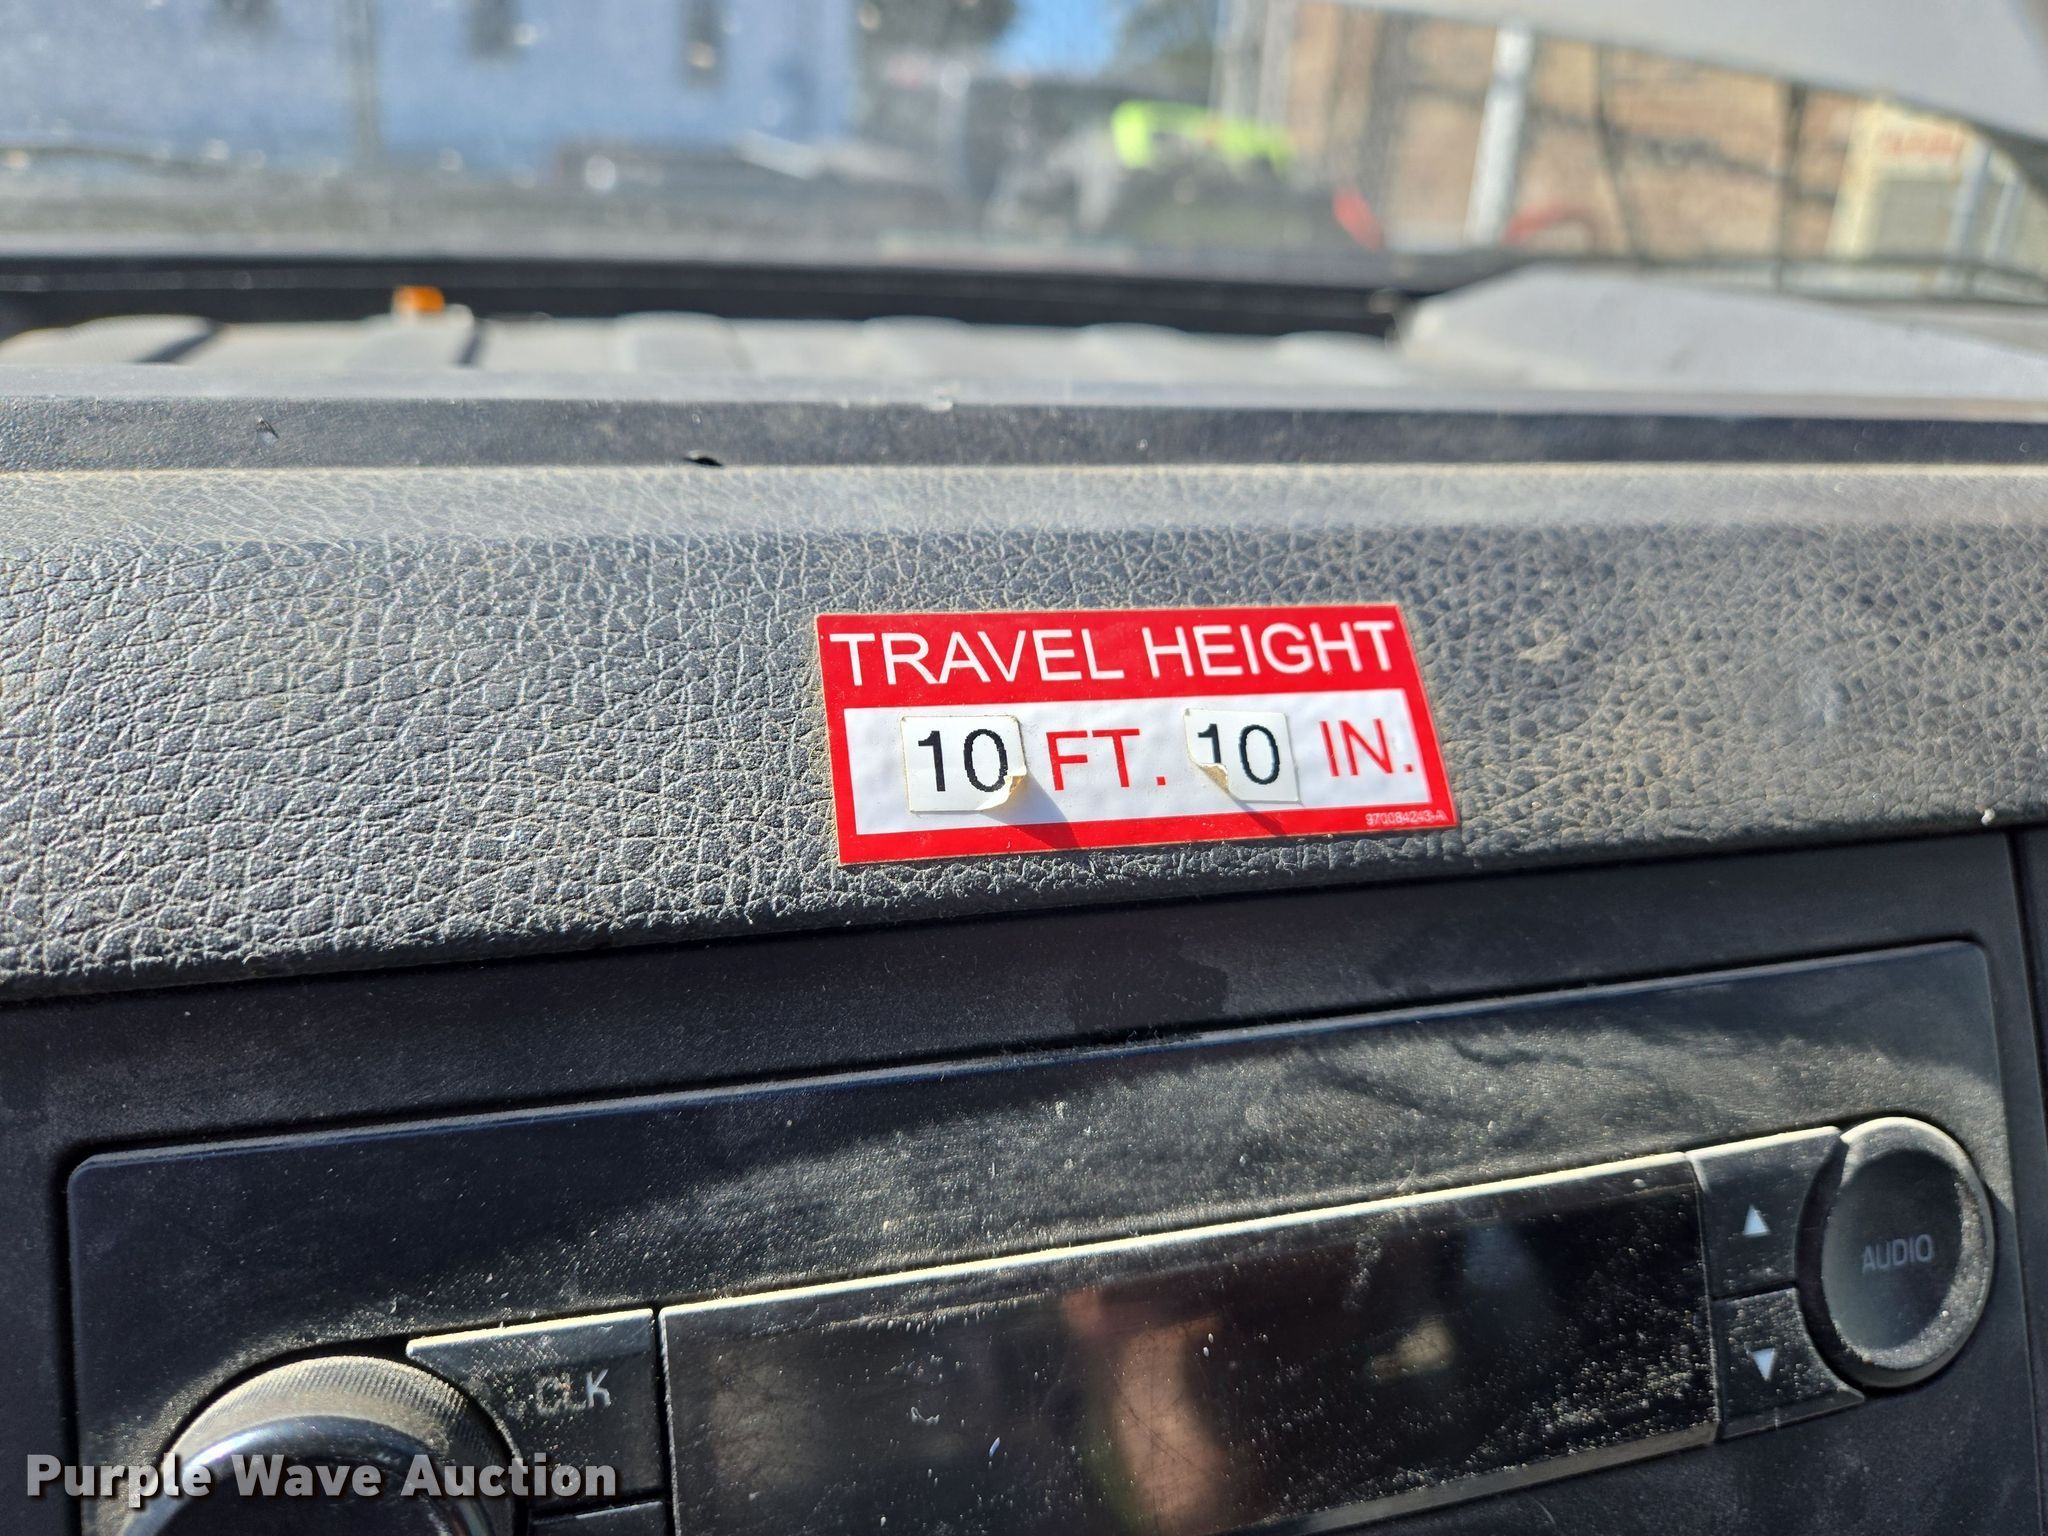 TRAVEL HEIGHT
10 FT. 10 IN.
970084243-A
AUDIO
CLK
Purple Wave Auction